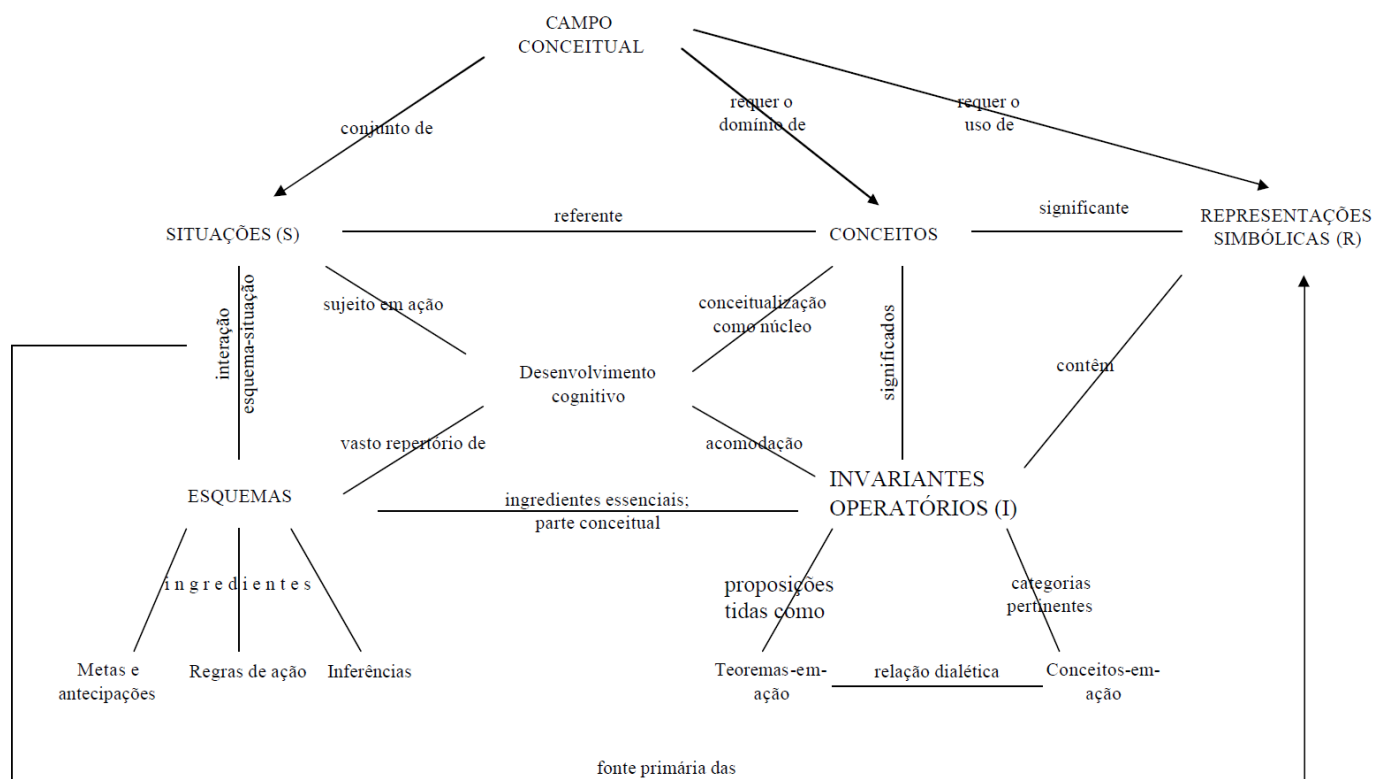 CAMPO
CONCEITUAL
conjunto de
requer o
domínio de
requer o
uso de
SITUAÇÕES (S)
referente
CONCEITOS
significante
REPRESENTAÇÕES
SIMBÓLICAS (R)
interação
esquema-situação
sujeito em ação
conceitualização
como núcleo
significados
contêm
Desenvolvimento
cognitivo
vasto repertório de
acomodação
ESQUEMAS
ingredientes essenciais;
parte conceitual
INVARIANTES
OPERATÓRIOS (I)
i n g r e d i e n t e s
proposições
tidas como
categorias
pertinentes
Metas e
antecipações
Regras de ação
Inferências
Teoremas-em-
ação
relação dialética
Conceitos-em-
ação
fonte primária das